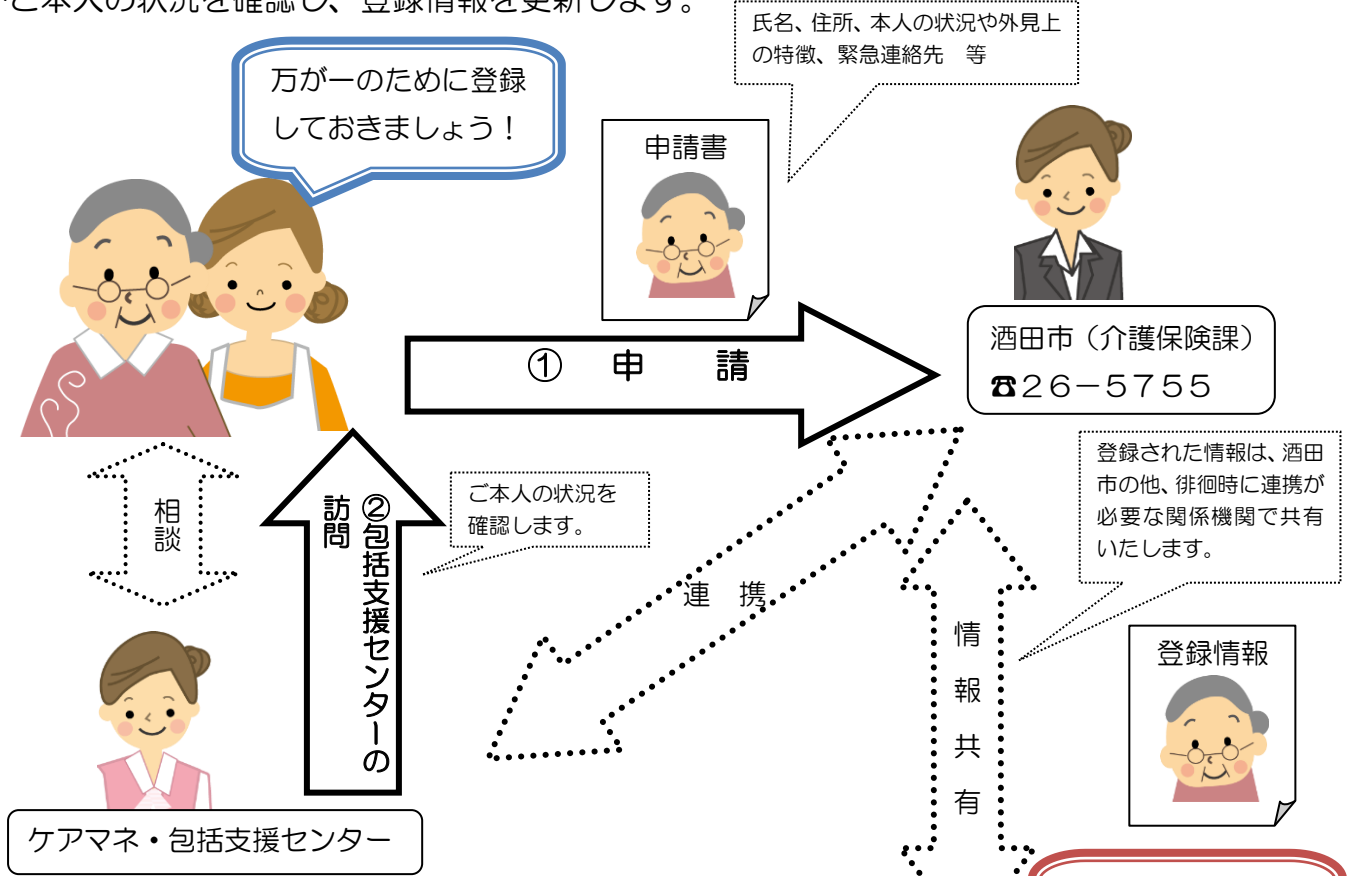 ご本人の状況を確認し、登録情報を更新します。
氏名、住所、本人の状況や外見上
の特徴、緊急連絡先　等
万が一のために登録
しておきましょう！
申請書
酒田市（介護保険課）
☎２６－５７５５
①　申　請
登録された情報は、酒田
市の他、徘徊時に連携が
必要な関係機関で共有
いたします。
相談
②包括支援センターの
訪問
ご本人の状況を
確認します。
連　携
情報共有
登録情報
ケアマネ・包括支援センター